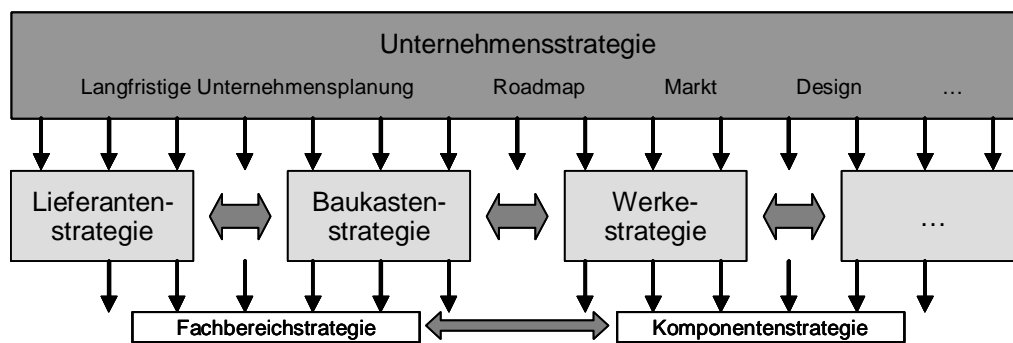 Unternehmensstrategie
Langfristige Unternehmensplanung Roadmap Markt Design …
Lieferanten-
strategie
Baukasten-
strategie
Werke-
strategie
…
Fachbereichstrategie
Komponentenstrategie